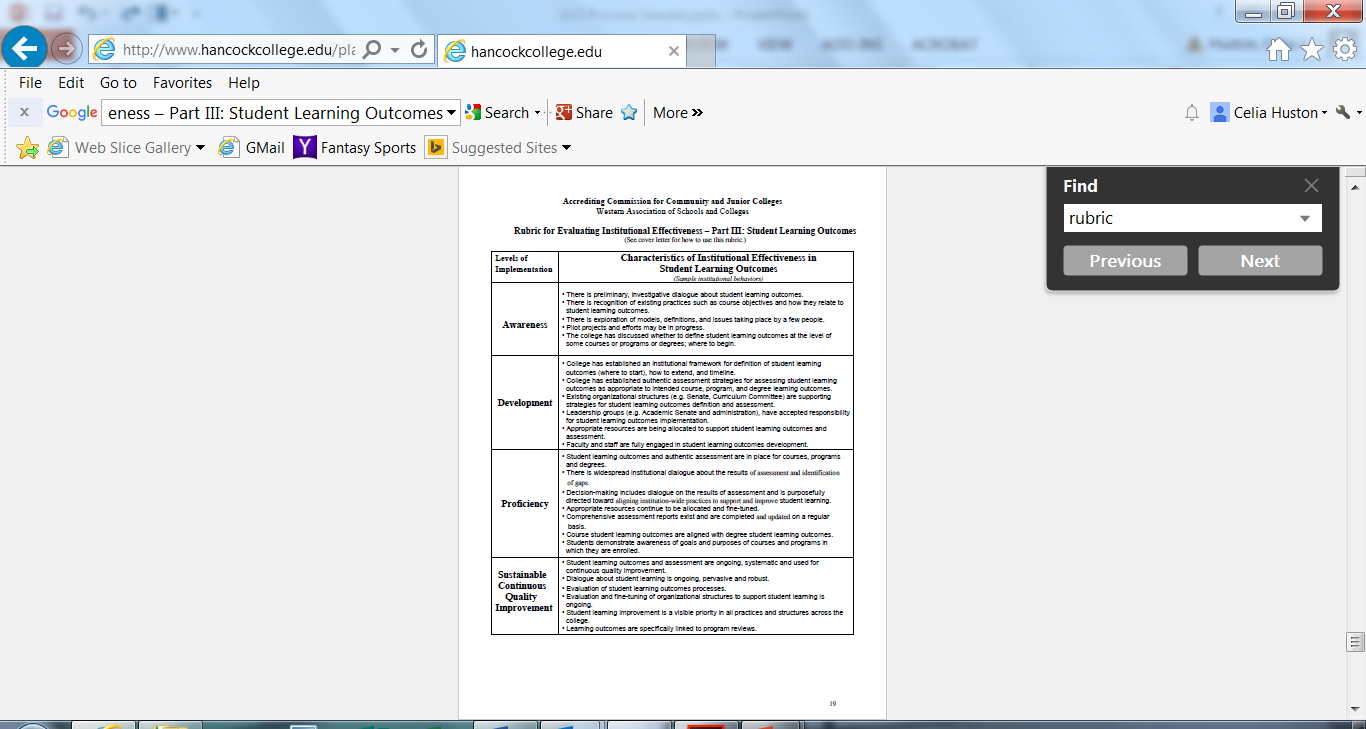 http://www.hancockcollege.edu/pla
hancockcollege.edu
File Edit Go to Favorites Help
x Google eness – Part III: Student Learning Outcomes Search Share More »
Celia Huston
Web Slice Gallery GMail Fantasy Sports Suggested Sites
Find
rubric
Previous Next
Accrediting Commission for Community and Junior Colleges
Western Association of Schools and Colleges
Rubric for Evaluating Institutional Effectiveness – Part III: Student Learning Outcomes
(See cover letter for how to use this rubric.)
Levels of
Implementation
Characteristics of Institutional Effectiveness in
Student Learning Outcomes
(Sample institutional behaviors)
Awareness
• There is preliminary, investigative dialogue about student learning outcomes.
• There is recognition of existing practices such as course objectives and how they relate to
student learning outcomes.
• There is exploration of models, definitions, and issues taking place by a few people.
• Pilot projects and efforts may be in progress.
• The college has discussed whether to define student learning outcomes at the level of
some courses or programs or degrees; where to begin.
Development
• College has established an institutional framework for definition of student learning
outcomes (where to start), how to extend, and timeline.
• College has established authentic assessment strategies for assessing student learning
outcomes as appropriate to intended course, program, and degree learning outcomes.
• Existing organizational structures (e.g. Senate, Curriculum Committee) are supporting
strategies for student learning outcomes definition and assessment.
• Leadership groups (e.g. Academic Senate and administration), have accepted responsibility
for student learning outcomes implementation.
• Appropriate resources are being allocated to support student learning outcomes and
assessment.
• Faculty and staff are fully engaged in student learning outcomes development.
Proficiency
• Student learning outcomes and authentic assessment are in place for courses, programs
and degrees.
• There is widespread institutional dialogue about the results of assessment and identification
of gaps.
• Decision-making includes dialogue on the results of assessment and is purposefully
directed toward aligning institution-wide practices to support and improve student learning.
• Appropriate resources continue to be allocated and fine-tuned.
• Comprehensive assessment reports exist and are completed and updated on a regular
basis.
• Course student learning outcomes are aligned with degree student learning outcomes.
• Students demonstrate awareness of goals and purposes of courses and programs in
which they are enrolled.
Sustainable
Continuous
Quality
Improvement
• Student learning outcomes and assessment are ongoing, systematic and used for
continuous quality improvement.
• Dialogue about student learning is ongoing, pervasive and robust.
• Evaluation of student learning outcomes processes.
• Evaluation and fine-tuning of organizational structures to support student learning is
ongoing.
• Student learning improvement is a visible priority in all practices and structures across the
college.
• Learning outcomes are specifically linked to program reviews.
19